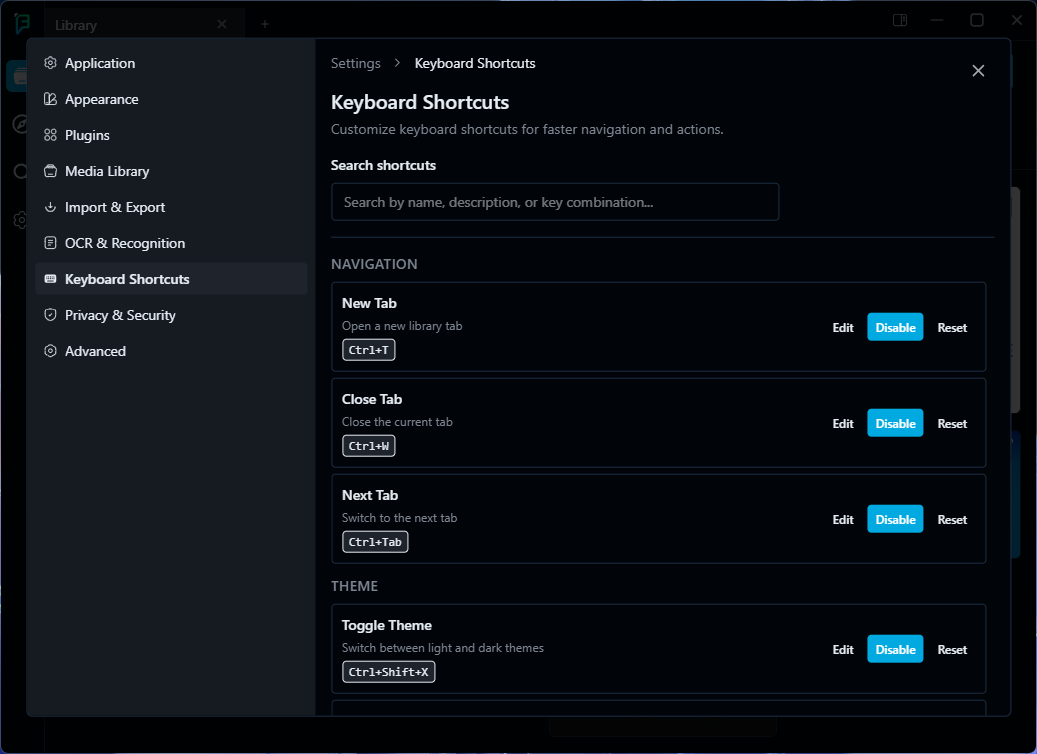 Library
Application
Appearance
Plugins
Media Library
Import & Export
OCR & Recognition
Keyboard Shortcuts
Privacy & Security
Advanced
Settings > Keyboard Shortcuts
Keyboard Shortcuts
Customize keyboard shortcuts for faster navigation and actions.
Search shortcuts
Search by name, description, or key combination...
NAVIGATION
New Tab
Open a new library tab
Ctrl+T
Edit Disable Reset
Close Tab
Close the current tab
Ctrl+W
Edit Disable Reset
Next Tab
Switch to the next tab
Ctrl+Tab
Edit Disable Reset
THEME
Toggle Theme
Switch between light and dark themes
Ctrl+Shift+X
Edit Disable Reset